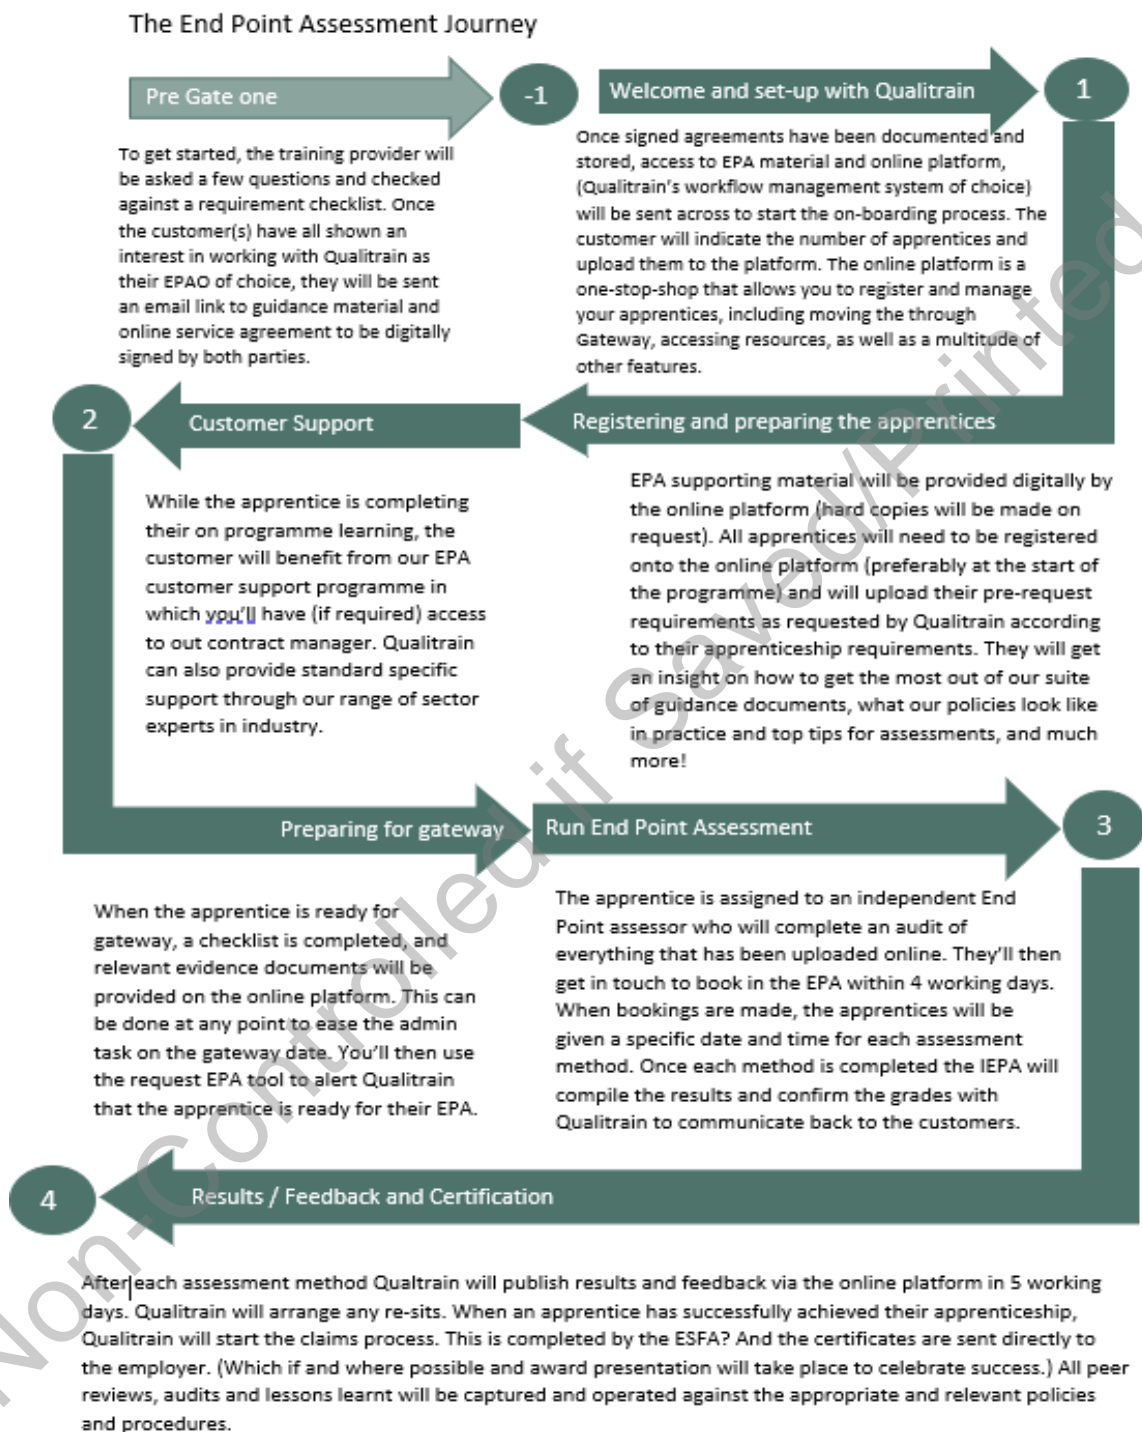 The End Point Assessment Journey
Pre Gate one
-1
Welcome and set-up with Qualitrain
1
To get started, the training provider will
be asked a few questions and checked
against a requirement checklist. Once
the customer(s) have all shown an
interest in working with Qualitrain as
their EPAO of choice, they will be sent
an email link to guidance material and
online service agreement to be digitally
signed by both parties.
Once signed agreements have been documented and
stored, access to EPA material and online platform,
(Qualitrain's workflow management system of choice)
will be sent across to start the on-boarding process. The
customer will indicate the number of apprentices and
upload them to the platform. The online platform is a
one-stop-shop that allows you to register and manage
your apprentices, including moving the through
Gateway, accessing resources, as well as a multitude of
other features.
2
Customer Support
Registering and preparing the apprentices
While the apprentice is completing
their on programme learning, the
customer will benefit from our EPA
customer support programme in
which you'll have (if required) access
to out contract manager. Qualitrain
can also provide standard specific
support through our range of sector
experts in industry.
EPA supporting material will be provided digitally by
the online platform (hard copies will be made on
request). All apprentices will need to be registered
onto the online platform (preferably at the start of
the programme) and will upload their pre-request
requirements as requested by Qualitrain according
to their apprenticeship requirements. They will get
an insight on how to get the most out of our suite
of guidance documents, what our policies look like
in practice and top tips for assessments, and much
more!
Preparing for gateway
Run End Point Assessment
3
When the apprentice is ready for
gateway, a checklist is completed, and
relevant evidence documents will be
provided on the online platform. This can
be done at any point to ease the admin
task on the gateway date. You'll then use
the request EPA tool to alert Qualitrain
that the apprentice is ready for their EPA.
The apprentice is assigned to an independent End
Point assessor who will complete an audit of
everything that has been uploaded online. They'll then
get in touch to book in the EPA within 4 working days.
When bookings are made, the apprentices will be
given a specific date and time for each assessment
method. Once each method is completed the IEPA will
compile the results and confirm the grades with
Qualitrain to communicate back to the customers.
4
Results / Feedback and Certification
After each assessment method Qualtrain will publish results and feedback via the online platform in 5 working
days. Qualitrain will arrange any re-sits. When an apprentice has successfully achieved their apprenticeship,
Qualitrain will start the claims process. This is completed by the ESFA? And the certificates are sent directly to
the employer. (Which if and where possible and award presentation will take place to celebrate success.) All peer
reviews, audits and lessons learnt will be captured and operated against the appropriate and relevant policies
and procedures.
Non-Controlled if Saved/Printed